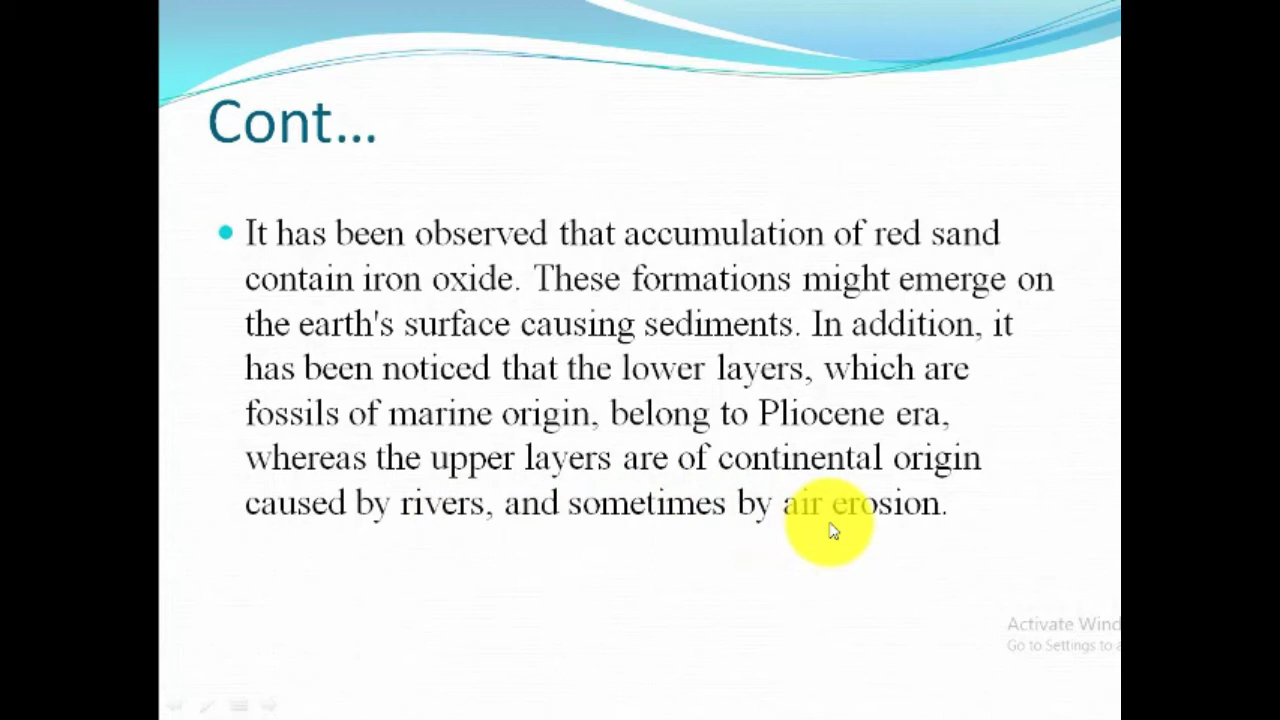 Cont...
It has been observed that accumulation of red sand
contain iron oxide. These formations might emerge on
the earth's surface causing sediments. In addition, it
has been noticed that the lower layers, which are
fossils of marine origin, belong to Pliocene era,
whereas the upper layers are of continental origin
caused by rivers, and sometimes by air erosion.
Activate Wind
Go to Settings to a